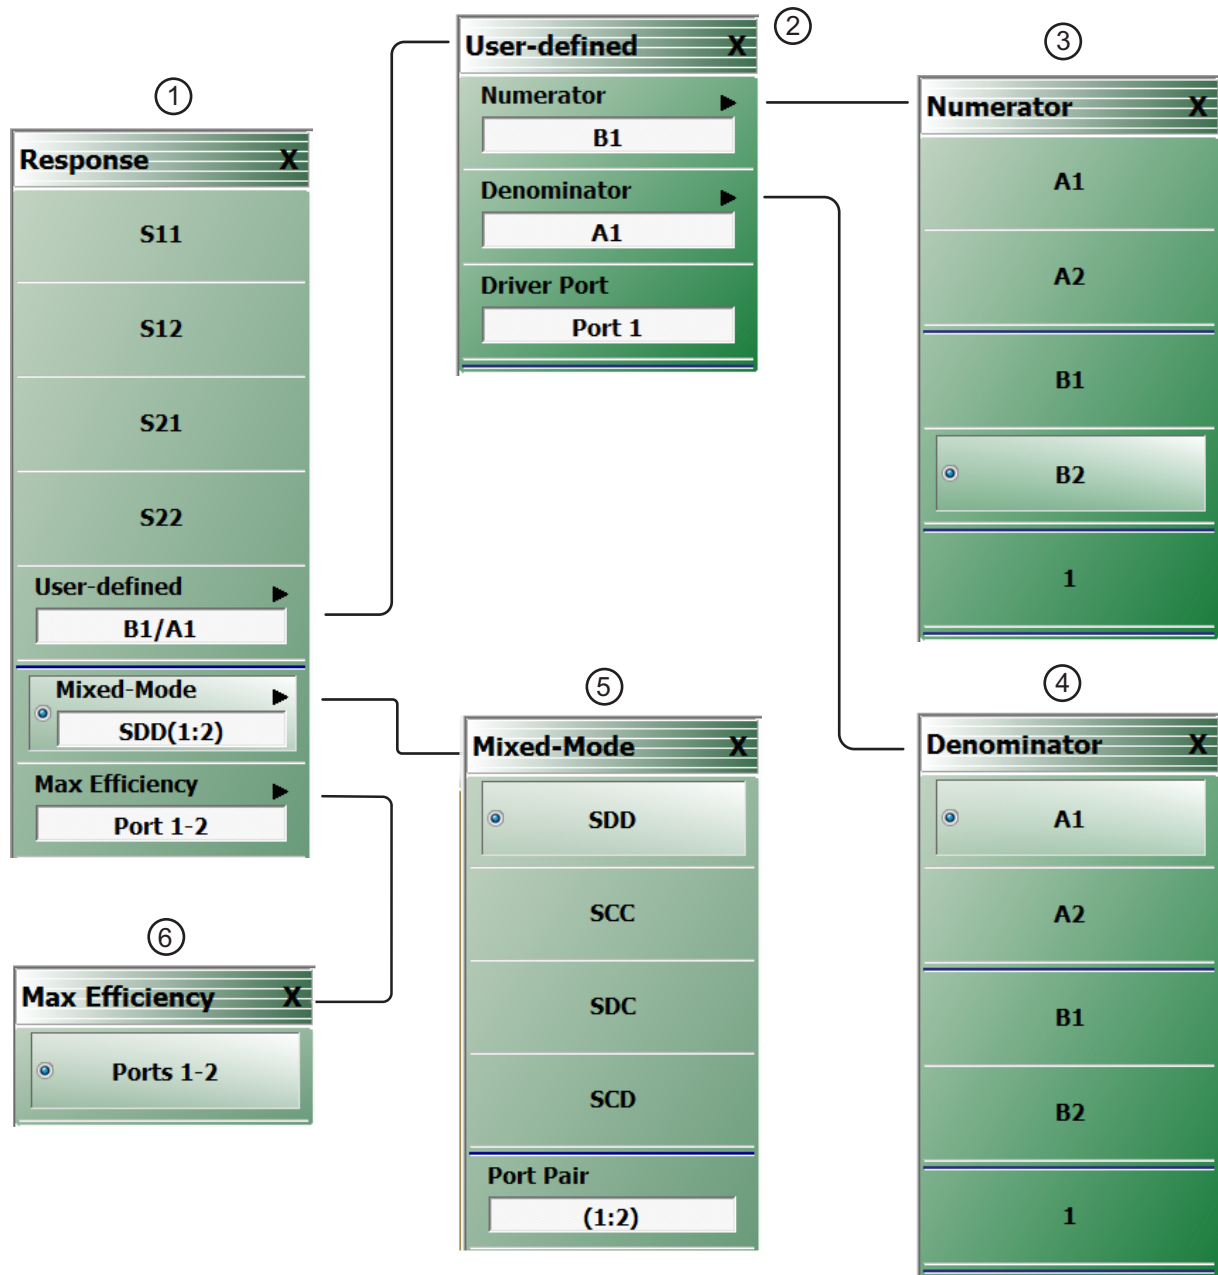 1
Response X
S11
S12
S21
S22
User-defined
B1/A1
Mixed-Mode
SDD(1:2)
Max Efficiency
Port 1-2
2
User-defined X
Numerator
B1
Denominator
A1
Driver Port
Port 1
3
Numerator X
A1
A2
B1
B2
1
4
Denominator X
A1
A2
B1
B2
1
5
Mixed-Mode X
SDD
SCC
SDC
SCD
Port Pair
(1:2)
6
Max Efficiency X
Ports 1-2